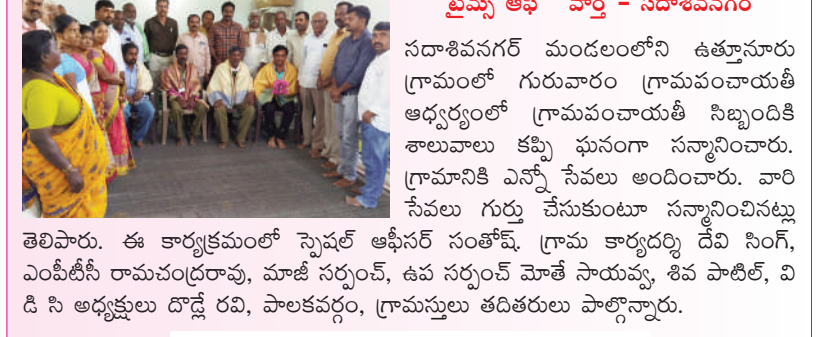 టైమ్స్ ఆఫ్ వార్త – సదాశివనగర్
సదాశివనగర్ మండలంలోని ఉత్తూనూరు
గ్రామంలో గురువారం గ్రామపంచాయతీ
ఆధ్వర్యంలో గ్రామపంచాయతీ సిబ్బందికి
శాలువాలు కప్పి ఘనంగా సన్మానించారు.
గ్రామానికి ఎన్నో సేవలు అందించారు. వారి
సేవలు గుర్తు చేసుకుంటూ సన్మానించినట్లు
తెలిపారు. ఈ కార్యక్రమంలో స్పెషల్ ఆఫీసర్ సంతోష్. గ్రామ కార్యదర్శి దేవి సింగ్,
ఎంపీటీసీ రామచంద్రరావు, మాజీ సర్పంచ్, ఉప సర్పంచ్ మోతే సాయవ్వ, శివ పాటిల్, వి
డి సి అధ్యక్షులు దొడ్లే రవి, పాలకవర్గం, గ్రామస్తులు తదితరులు పాల్గొన్నారు.